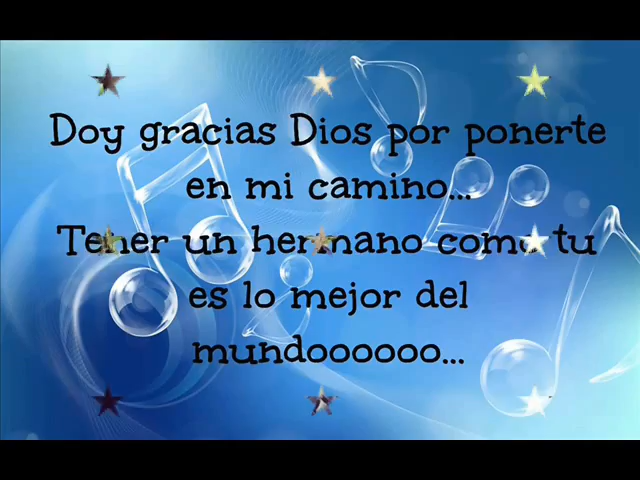 Doy gracias Dios por ponerte
en mi camino...
Tener un hermano como tu
es lo mejor del
mundoooooo...